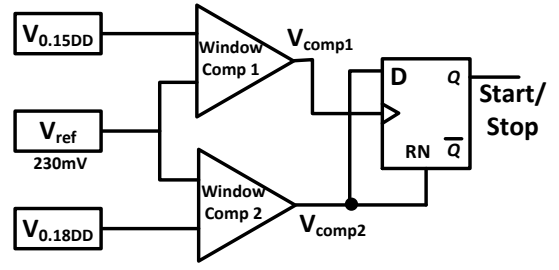 V0.15DD
Window
Comp 1
Vcomp1
D
Q
Start/
Stop
Vref
230mV
RN
Q̅
Window
Comp 2
Vcomp2
V0.18DD